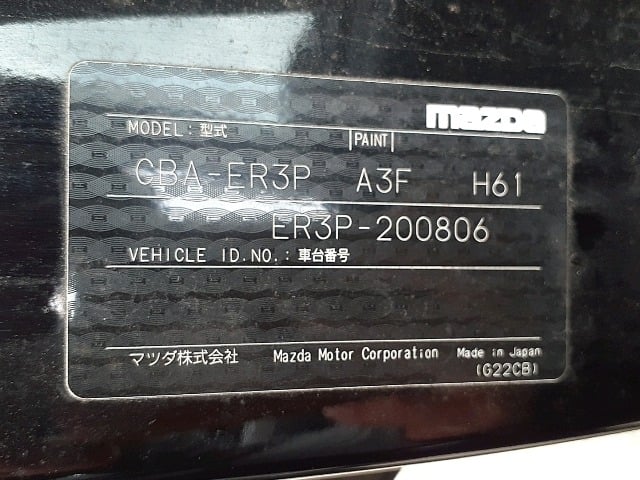 mazda
MODEL:型式 PAINT
CBA-ER3P A3F H61
ER3P-200806
VEHICLE ID.NO.:車台番号
マツダ株式会社 Mazda Motor Corporation Made in Japan
(G22CB)